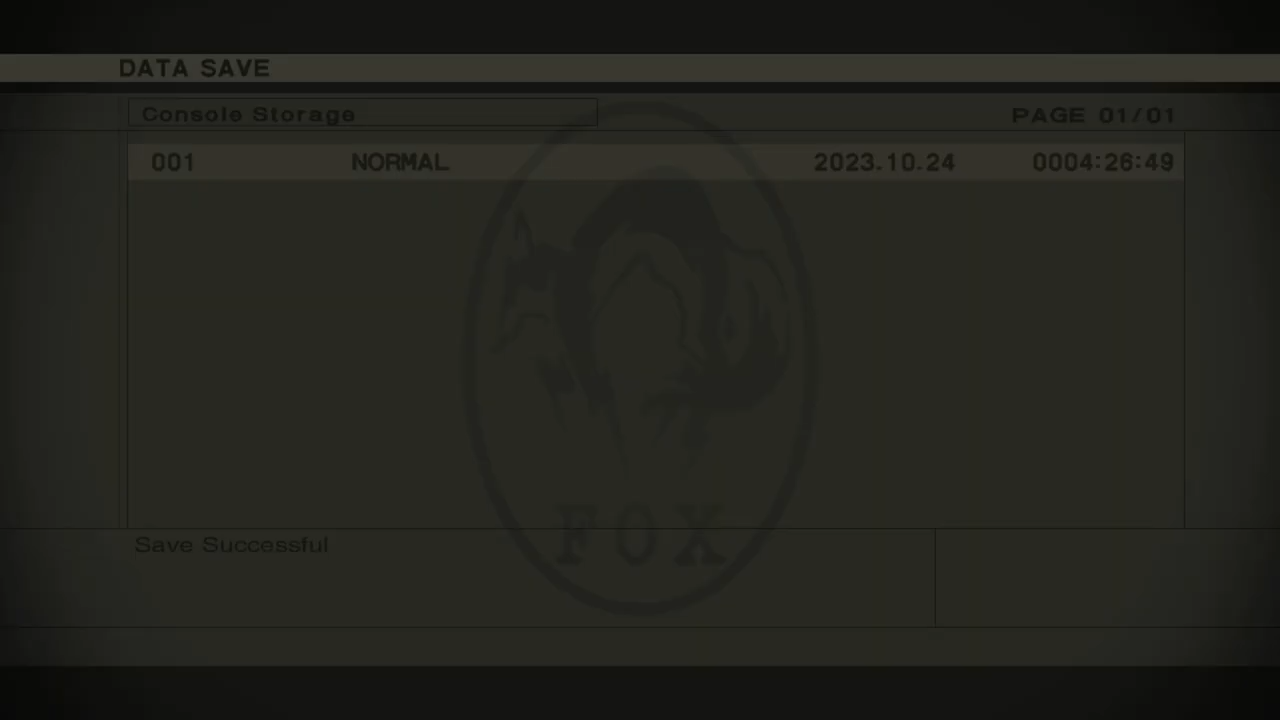 DATA SAVE
Console Storage PAGE 01/01
001 NORMAL 2023.10.24 0004:26:49
FOX
Save Successful